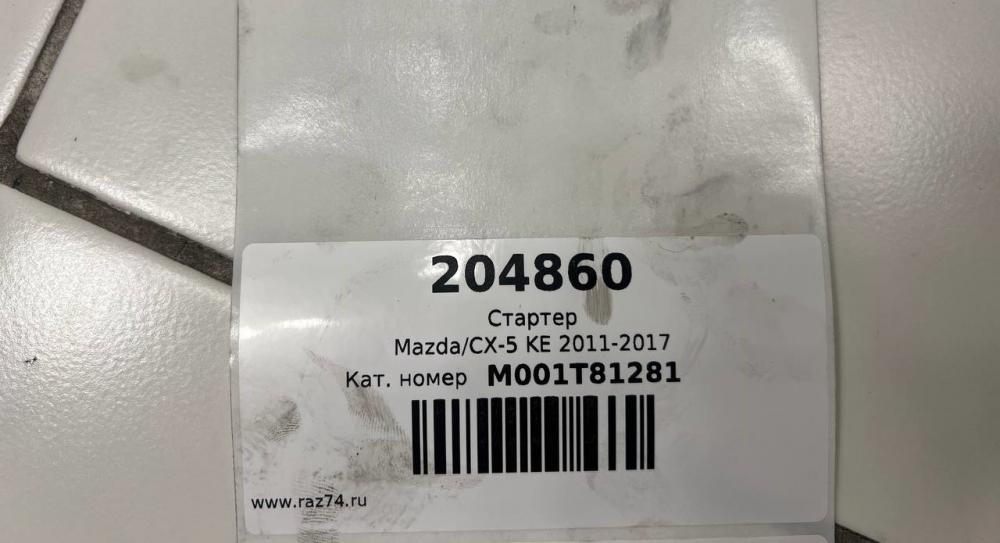 204860
Стартер
Mazda/CX-5 KE 2011-2017
Кат. номер M001T81281
www.raz74.ru